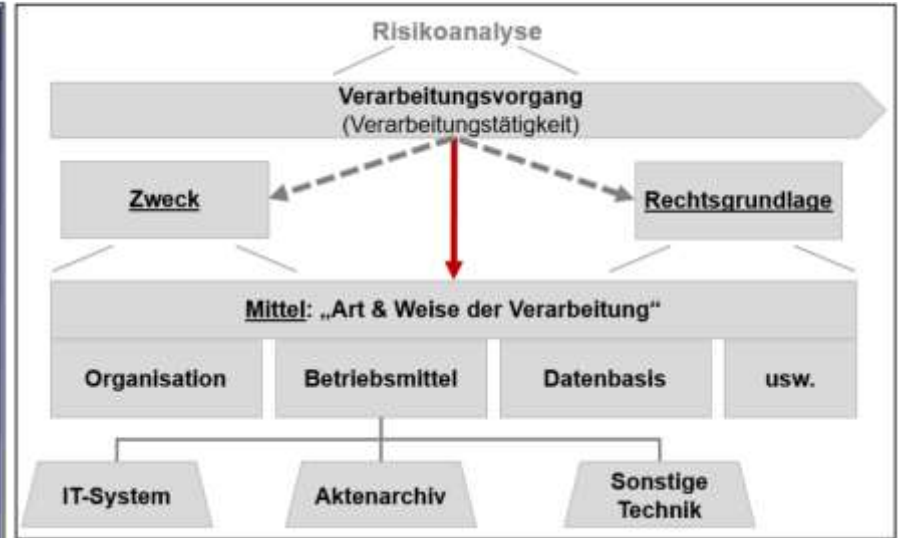 Risikoanalyse
Verarbeitungsvorgang
(Verarbeitungstätigkeit)
Zweck
Rechtsgrundlage
Mittel: „Art & Weise der Verarbeitung“
Organisation
Betriebsmittel
Datenbasis
usw.
IT-System
Aktenarchiv
Sonstige
Technik